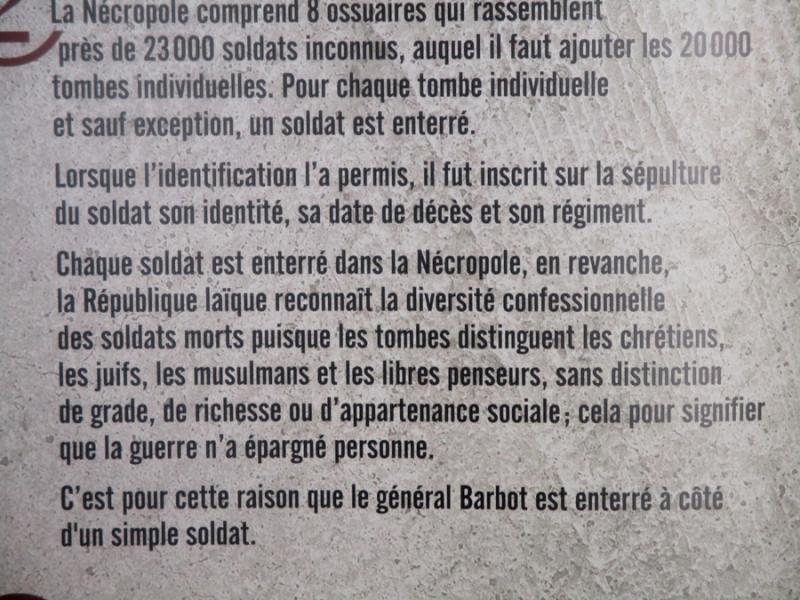 La Nécropole comprend 8 ossuaires qui rassemblent
près de 23 000 soldats inconnus, auquel il faut ajouter les 20 000
tombes individuelles. Pour chaque tombe individuelle
et sauf exception, un soldat est enterré.
Lorsque l'identification l'a permis, il fut inscrit sur la sépulture
du soldat son identité, sa date de décès et son régiment.
Chaque soldat est enterré dans la Nécropole, en revanche,
la République laïque reconnaît la diversité confessionnelle
des soldats morts puisque les tombes distinguent les chrétiens,
les juifs, les musulmans et les libres penseurs, sans distinction
de grade, de richesse ou d'appartenance sociale ; cela pour signifier
que la guerre n'a épargné personne.
C'est pour cette raison que le général Barbot est enterré à côté
d'un simple soldat.